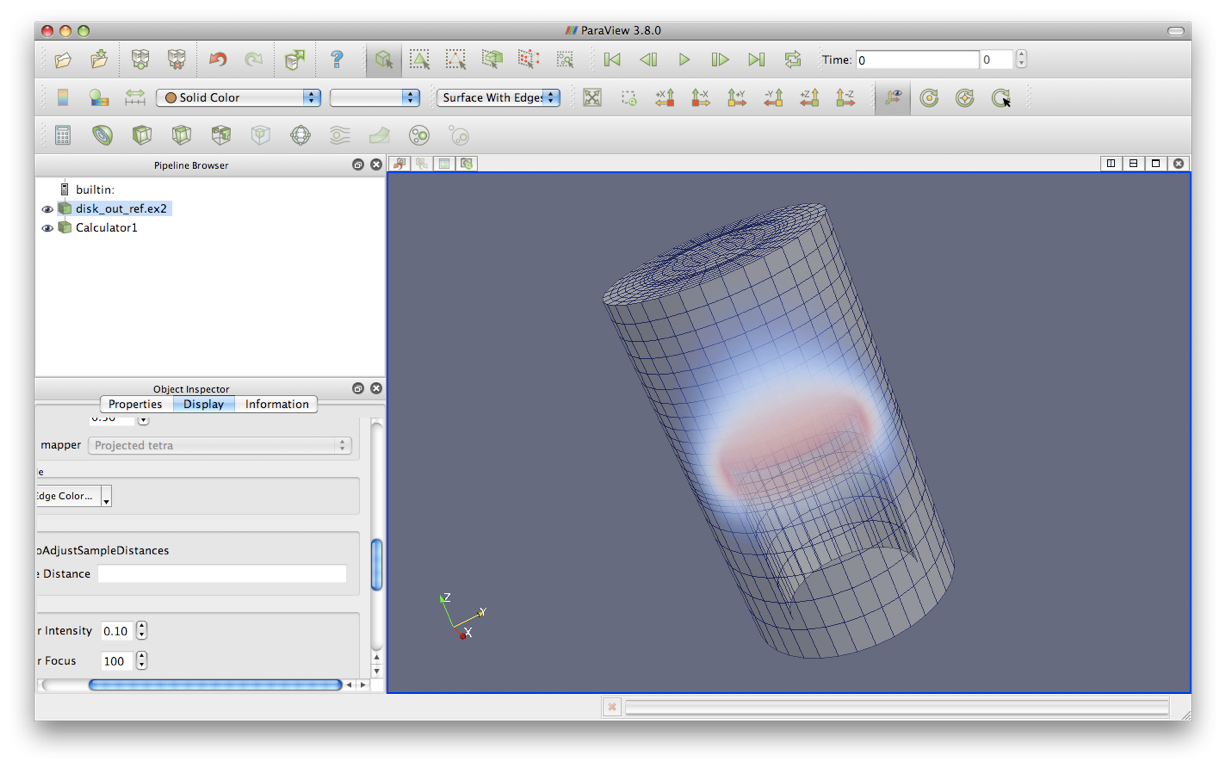 ParaView 3.8.0
Time: 0 0
Solid Color
Surface With Edges
Pipeline Browser
builtin:
disk_out_ref.ex2
Calculator1
Object Inspector
Properties Display Information
mapper Projected tetra
le
Edge Color...
oAdjustSampleDistances
e Distance
r Intensity 0.10
r Focus 100
+X -X +Y -Y +Z -Z
Z
Y
X